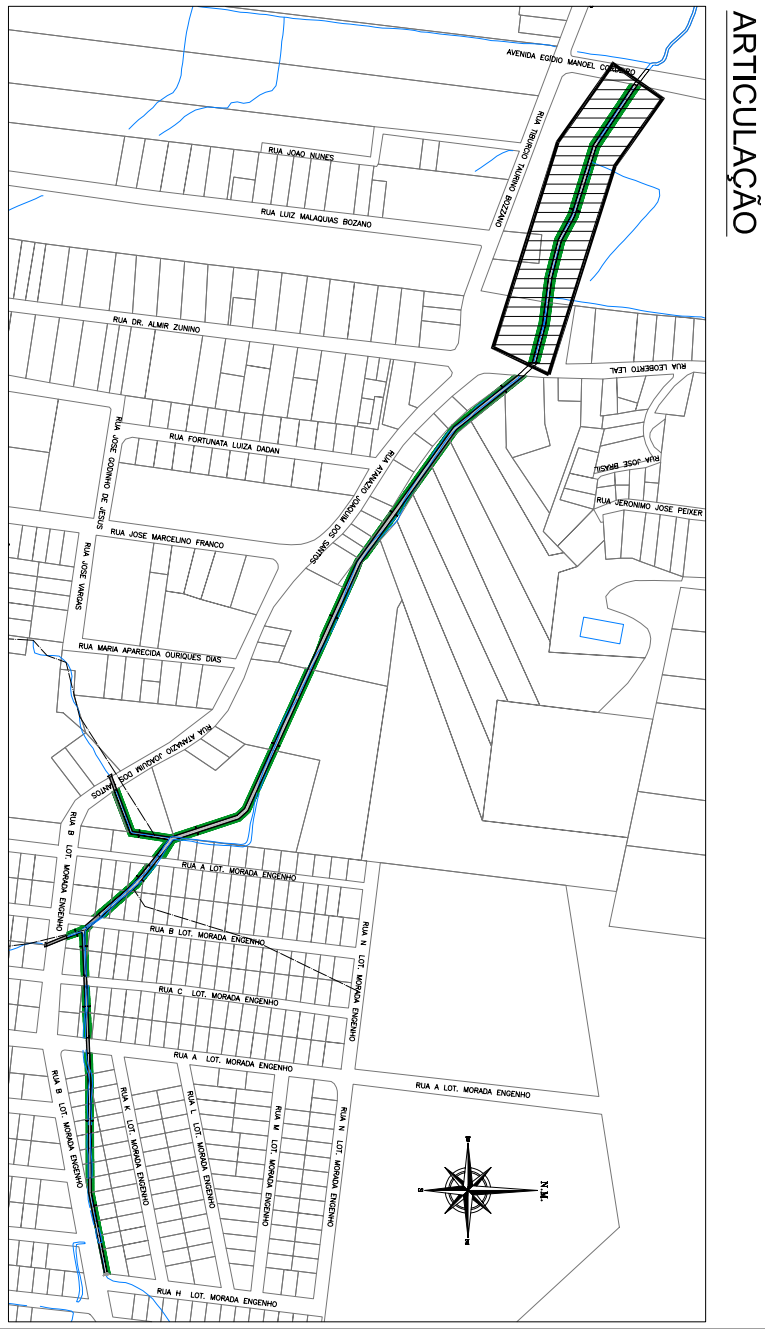 ARTICULAÇÃO
AVENIDA EGÍDIO MANOEL CORDEIRO
RUA TIBURCIO TAURINO BOZZANO
RUA JOAO NUNES
RUA LUIZ MALAQUIAS BOZANO
RUA DR. ALMIR ZUNINO
RUA LEOBERTO LEAL
RUA JOSE BRASIL
RUA JERONIMO JOSE PEIXER
RUA FORTUNATA LUIZA DADAN
RUA ATANAZIO JOAQUIM DOS SANTOS
RUA JOSE GODINHO DE JESUS
RUA JOSE MARCELINO FRANCO
RUA JOSE VARGAS
RUA MARIA APARECIDA OURIQUES DIAS
RUA ATANAZIO JOAQUIM DOS SANTOS
RUA B LOT. MORADA ENGENHO
RUA A LOT. MORADA ENGENHO
RUA B LOT. MORADA ENGENHO
RUA N LOT. MORADA ENGENHO
RUA C LOT. MORADA ENGENHO
RUA A LOT. MORADA ENGENHO
RUA A LOT. MORADA ENGENHO
RUA B LOT. MORADA ENGENHO
RUA K LOT. MORADA ENGENHO
RUA L LOT. MORADA ENGENHO
RUA M LOT. MORADA ENGENHO
RUA N LOT. MORADA ENGENHO
RUA H LOT. MORADA ENGENHO
N.M.